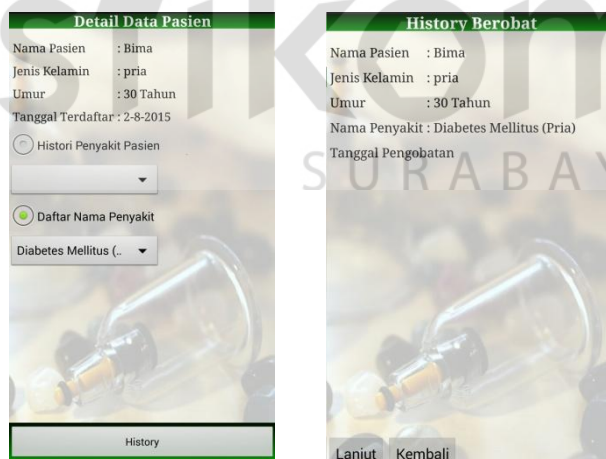 Detail Data Pasien
Nama Pasien : Bima
Jenis Kelamin : pria
Umur : 30 Tahun
Tanggal Terdaftar : 2-8-2015
Histori Penyakit Pasien
Daftar Nama Penyakit
Diabetes Mellitus (..
History
History Berobat
Nama Pasien : Bima
Jenis Kelamin : pria
Umur : 30 Tahun
Nama Penyakit : Diabetes Mellitus (Pria)
Tanggal Pengobatan
Lanjut Kembali
stikom
SURABAY